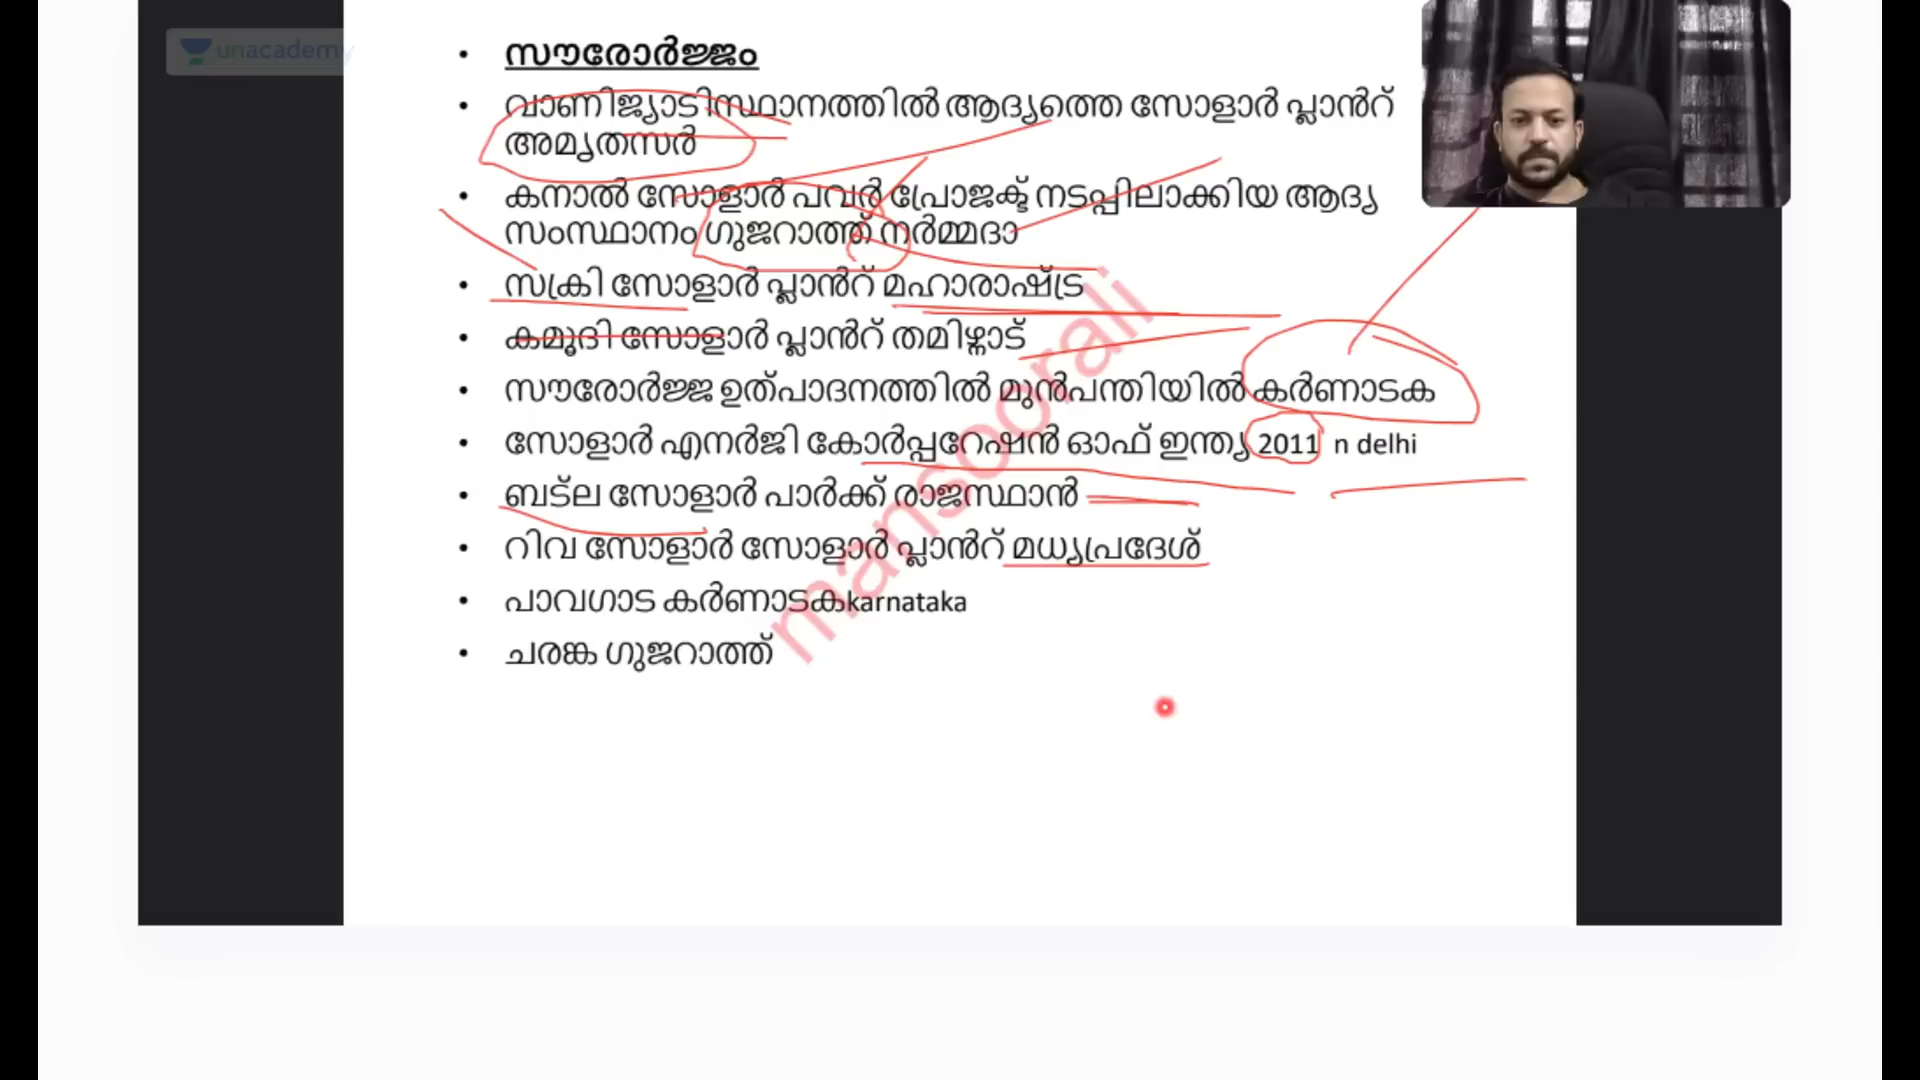 unacademy
സൗരോർജ്ജം
വാണിജ്യാടിസ്ഥാനത്തിൽ ആദ്യത്തെ സോളാർ പ്ലാൻറ്
അമൃതസർ
കനാൽ സോളാർ പവർ പ്രോജക്ട് നടപ്പിലാക്കിയ ആദ്യ
സംസ്ഥാനം ഗുജറാത്ത് നർമ്മദാ
സക്രി സോളാർ പ്ലാൻറ് മഹാരാഷ്ട്ര
കമൂദി സോളാർ പ്ലാൻറ് തമിഴ്നാട്
സൗരോർജ്ജ ഉത്പാദനത്തിൽ മുൻപന്തിയിൽ കർണാടക
സോളാർ എനർജി കോർപ്പറേഷൻ ഓഫ് ഇന്ത്യ 2011 n delhi
ബട്ല സോളാർ പാർക്ക് രാജസ്ഥാൻ
റിവ സോളാർ സോളാർ പ്ലാൻറ് മധ്യപ്രദേശ്
പാവഗാട കർണാടകkarnataka
ചരങ്ക ഗുജറാത്ത്
mansoorali